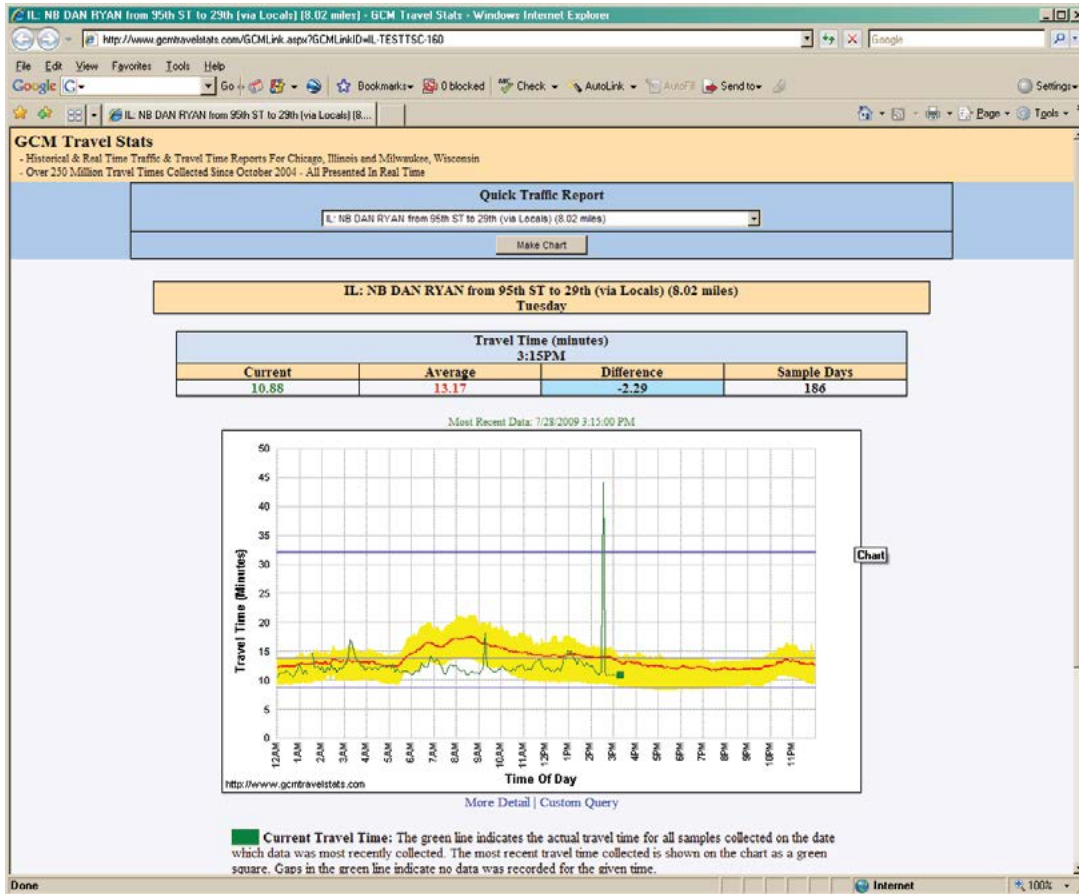 IL: NB DAN RYAN from 95th ST to 29th [via Locals] [8.02 miles] - GCM Travel Stats - Windows Internet Explorer
http://www.gcmtravelstats.com/GCMLink.aspx?GCMLinkID=IL-TESTTSC-160
Google
File Edit View Favorites Tools Help
Google G Go Bookmarks 0 blocked Check AutoLink AutoFill Send to Settings
IL: NB DAN RYAN from 95th ST to 29th (via Locals) (8.... Page Tools
GCM Travel Stats
- Historical & Real Time Traffic & Travel Time Reports For Chicago, Illinois and Milwaukee, Wisconsin
- Over 250 Million Travel Times Collected Since October 2004 - All Presented In Real Time
Quick Traffic Report
IL: NB DAN RYAN from 95th ST to 29th (via Locals) (8.02 miles)
Make Chart
IL: NB DAN RYAN from 95th ST to 29th (via Locals) (8.02 miles)
Tuesday
Travel Time (minutes)
3:15PM
Current Average Difference Sample Days
10.88 13.17 -2.29 186
Most Recent Data: 7/28/2009 3:15:00 PM
50
45
40
35
30
25
20
15
10
5
0
Travel Time (Minutes)
Chart
12AM 1AM 2AM 3AM 4AM 5AM 6AM 7AM 8AM 9AM 10AM 11AM 12PM 1PM 2PM 3PM 4PM 5PM 6PM 7PM 8PM 9PM 10PM 11PM
Time Of Day
http://www.gcmtravelstats.com
More Detail | Custom Query
Current Travel Time: The green line indicates the actual travel time for all samples collected on the date
which data was most recently collected. The most recent travel time collected is shown on the chart as a green
square. Gaps in the green line indicate no data was recorded for the given time.
Done Internet 100%